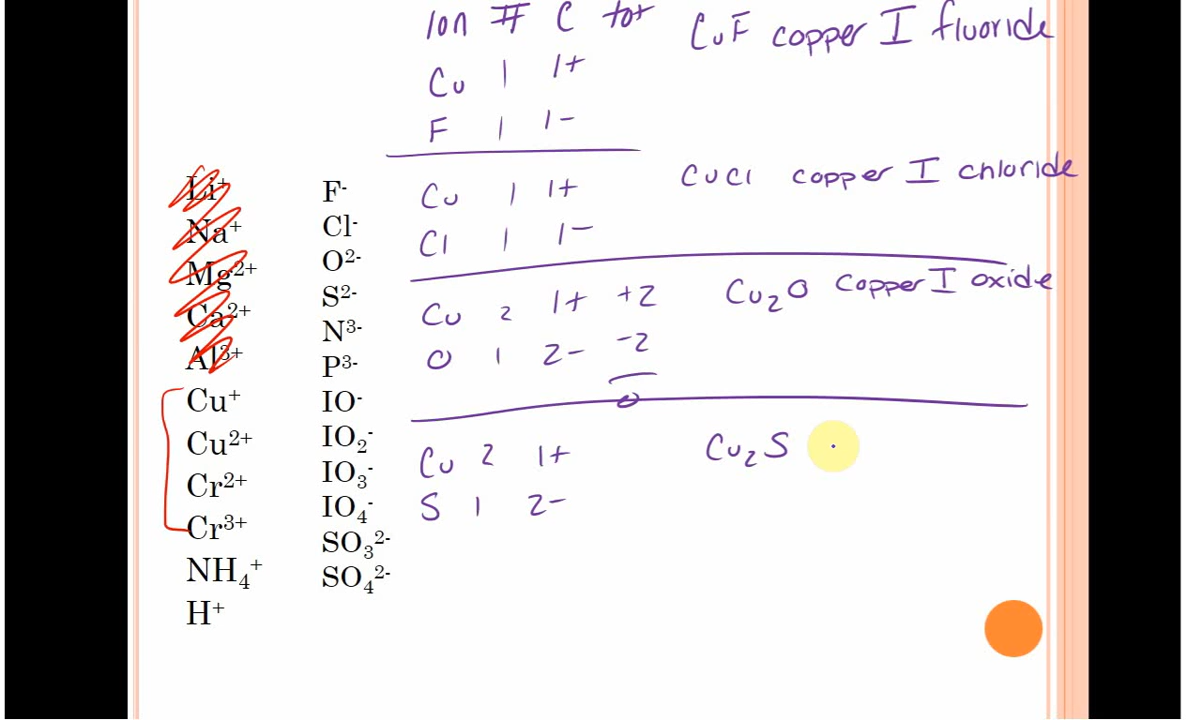 Ion # C tot
CuF copper I fluoride
Cu 1 1+
F 1 1-
Cu 1 1+
Cl 1 1-
CuCl copper I chloride
Cu 2 1+ +2
O 1 2- -2
0
Cu₂O copper I oxide
Cu 2 1+
S 1 2-
Cu₂S
Li⁺
Na⁺
Mg²⁺
Ca²⁺
Al³⁺
Cu⁺
Cu²⁺
Cr²⁺
Cr³⁺
NH₄⁺
H⁺
F⁻
Cl⁻
O²⁻
S²⁻
N³⁻
P³⁻
IO⁻
IO₂⁻
IO₃⁻
IO₄⁻
SO₃²⁻
SO₄²⁻